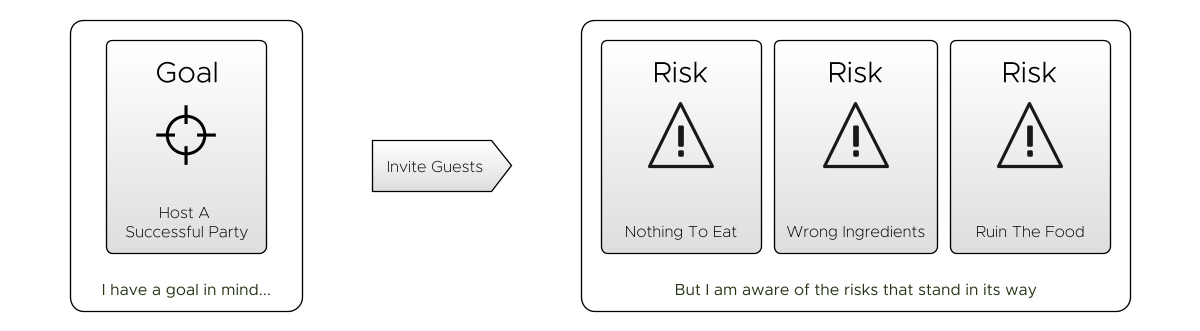 Goal
Host A
Successful Party
I have a goal in mind...
Invite Guests
Risk
Nothing To Eat
Risk
Wrong Ingredients
Risk
Ruin The Food
But I am aware of the risks that stand in its way